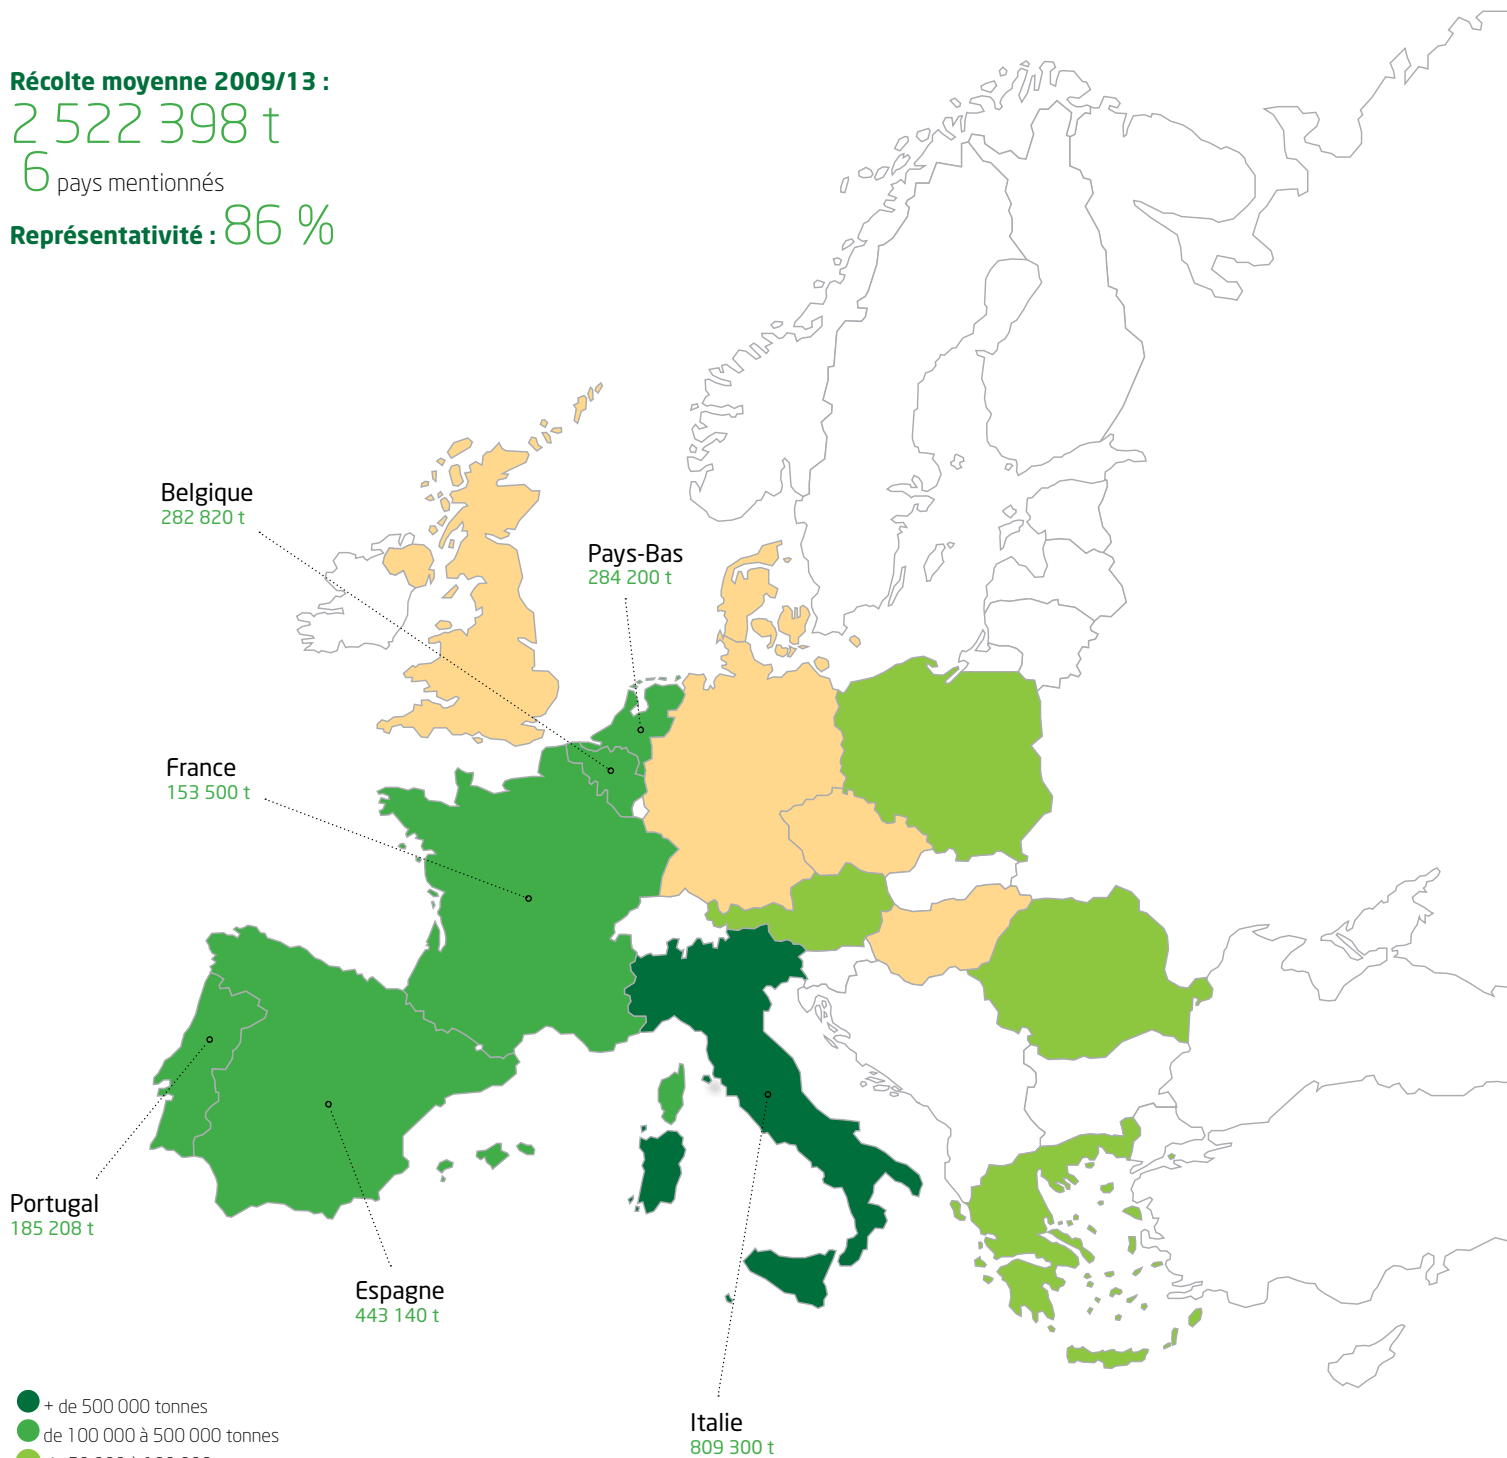 Récolte moyenne 2009/13 :
2 522 398 t
6 pays mentionnés
Représentativité : 86 %
Belgique
282 820 t
Pays-Bas
284 200 t
France
153 500 t
Portugal
185 208 t
Espagne
443 140 t
Italie
809 300 t
+ de 500 000 tonnes
de 100 000 à 500 000 tonnes